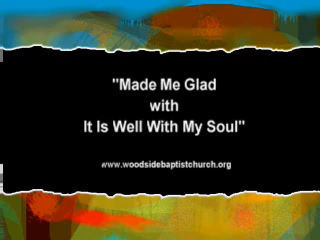 "Made Me Glad
with
It Is Well With My Soul"
www.woodsidebaptistchurch.org